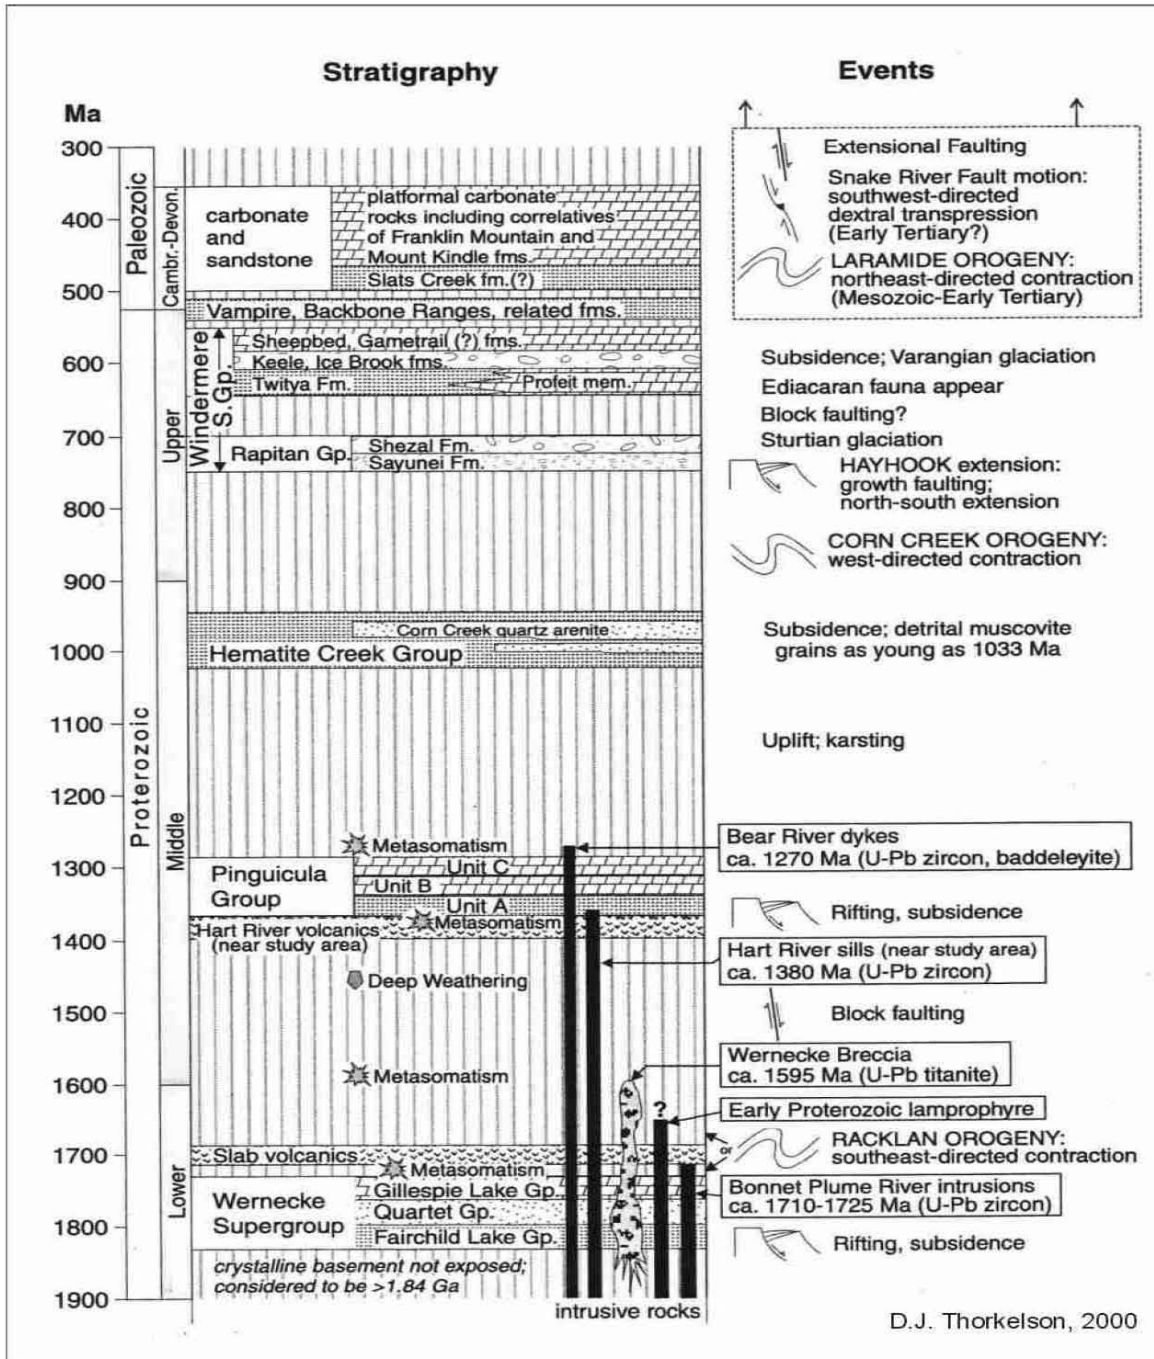 Stratigraphy
Events
Ma
300
400
500
600
700
800
900
1000
1100
1200
1300
1400
1500
1600
1700
1800
1900
Paleozoic
Proterozoic
Cambr.-Devon.
Upper
Middle
Lower
carbonate
and
sandstone
platformal carbonate
rocks including correlatives
of Franklin Mountain and
Mount Kindle fms.
Slats Creek fm.(?)
Vampire, Backbone Ranges, related fms.
Windermere
S.Gp.
Sheepbed, Gametrail (?) fms.
Keele, Ice Brook fms.
Twitya Fm.
Profeit mem.
Rapitan Gp.
Shezal Fm.
Sayunei Fm.
Corn Creek quartz arenite
Hematite Creek Group
Metasomatism
Pinguicula
Group
Unit C
Unit B
Unit A
Hart River volcanics
(near study area)
Metasomatism
Deep Weathering
Metasomatism
Slab volcanics
Metasomatism
Wernecke
Supergroup
Gillespie Lake Gp.
Quartet Gp.
Fairchild Lake Gp.
crystalline basement not exposed;
considered to be >1.84 Ga
intrusive rocks
?
Extensional Faulting
Snake River Fault motion:
southwest-directed
dextral transpression
(Early Tertiary?)
LARAMIDE OROGENY:
northeast-directed contraction
(Mesozoic-Early Tertiary)
Subsidence; Varangian glaciation
Ediacaran fauna appear
Block faulting?
Sturtian glaciation
HAYHOOK extension:
growth faulting;
north-south extension
CORN CREEK OROGENY:
west-directed contraction
Subsidence; detrital muscovite
grains as young as 1033 Ma
Uplift; karsting
Bear River dykes
ca. 1270 Ma (U-Pb zircon, baddeleyite)
Rifting, subsidence
Hart River sills (near study area)
ca. 1380 Ma (U-Pb zircon)
Block faulting
Wernecke Breccia
ca. 1595 Ma (U-Pb titanite)
Early Proterozoic lamprophyre
or
RACKLAN OROGENY:
southeast-directed contraction
Bonnet Plume River intrusions
ca. 1710-1725 Ma (U-Pb zircon)
Rifting, subsidence
D.J. Thorkelson, 2000